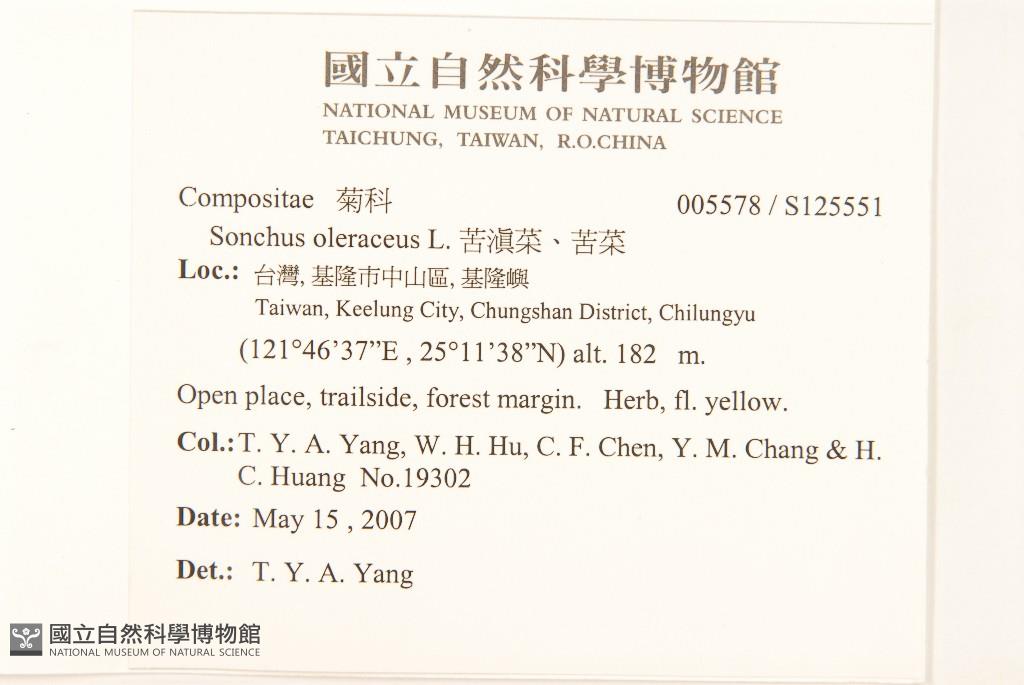 國立自然科學博物館
NATIONAL MUSEUM OF NATURAL SCIENCE
TAICHUNG, TAIWAN, R.O.CHINA
Compositae 菊科 005578 / S125551
Sonchus oleraceus L. 苦滇菜、苦菜
Loc.: 台灣, 基隆市中山區, 基隆嶼
Taiwan, Keelung City, Chungshan District, Chilungyu
(121°46’37”E , 25°11’38”N) alt. 182 m.
Open place, trailside, forest margin. Herb, fl. yellow.
Col.: T. Y. A. Yang, W. H. Hu, C. F. Chen, Y. M. Chang & H.
C. Huang No.19302
Date: May 15 , 2007
Det.: T. Y. A. Yang
國立自然科學博物館
NATIONAL MUSEUM OF NATURAL SCIENCE